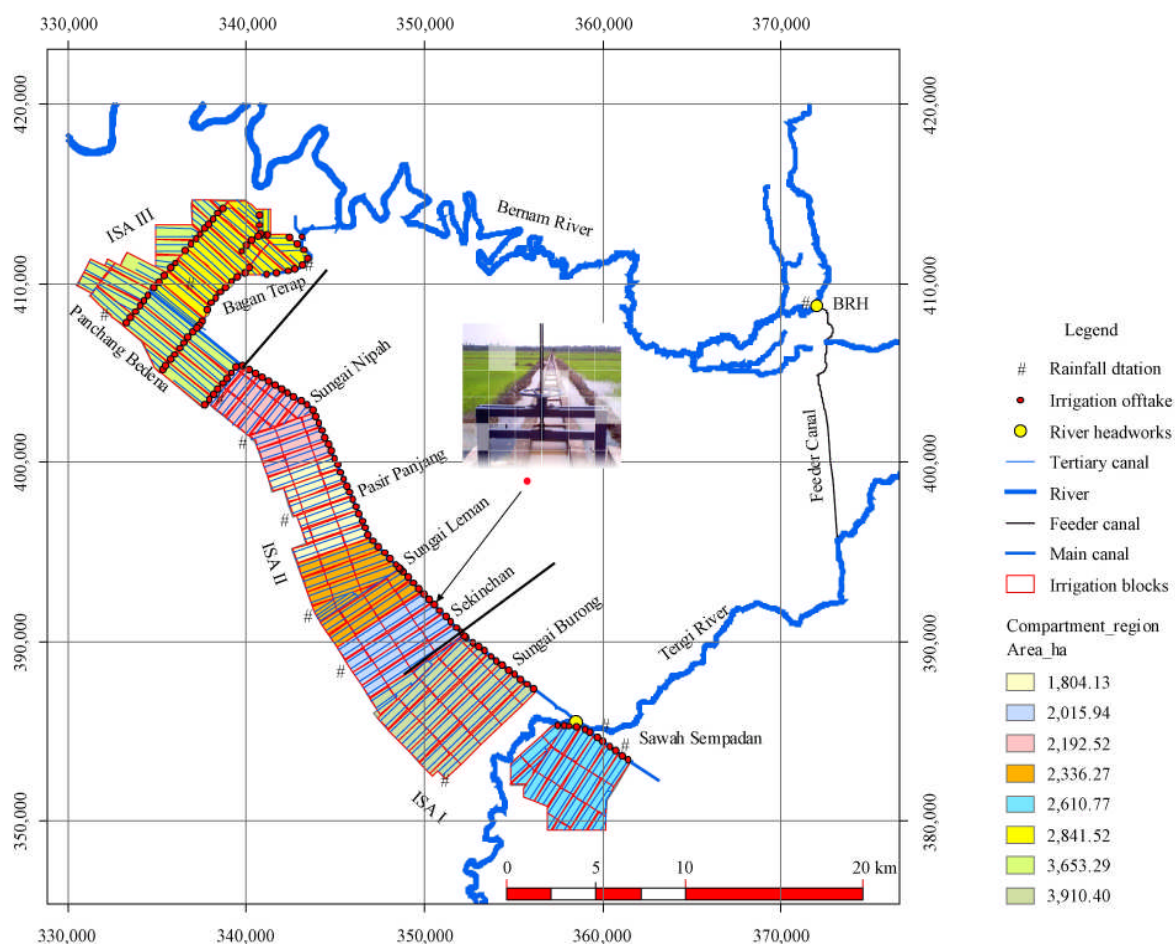 330,000 340,000 350,000 360,000 370,000
420,000 420,000
ISA III
Bernam River
410,000 410,000
Bagan Terap
# BRH
Panchang Bedena
Sungai Nipah
Legend
# Rainfall dtation
Irrigation offtake
River headworks
Tertiary canal
River
Feeder canal
Main canal
Irrigation blocks
400,000 400,000
Pasir Panjang
Feeder Canal
Sungai Leman
ISA II
Sekinchan
Sungai Burong
390,000 390,000
Tengi River
Compartment_region
Area_ha
1,804.13
2,015.94
2,192.52
2,336.27
2,610.77
2,841.52
3,653.29
3,910.40
Sawah Sempadan
ISA I
350,000 380,000
0 5 10 20 km
330,000 340,000 350,000 360,000 370,000